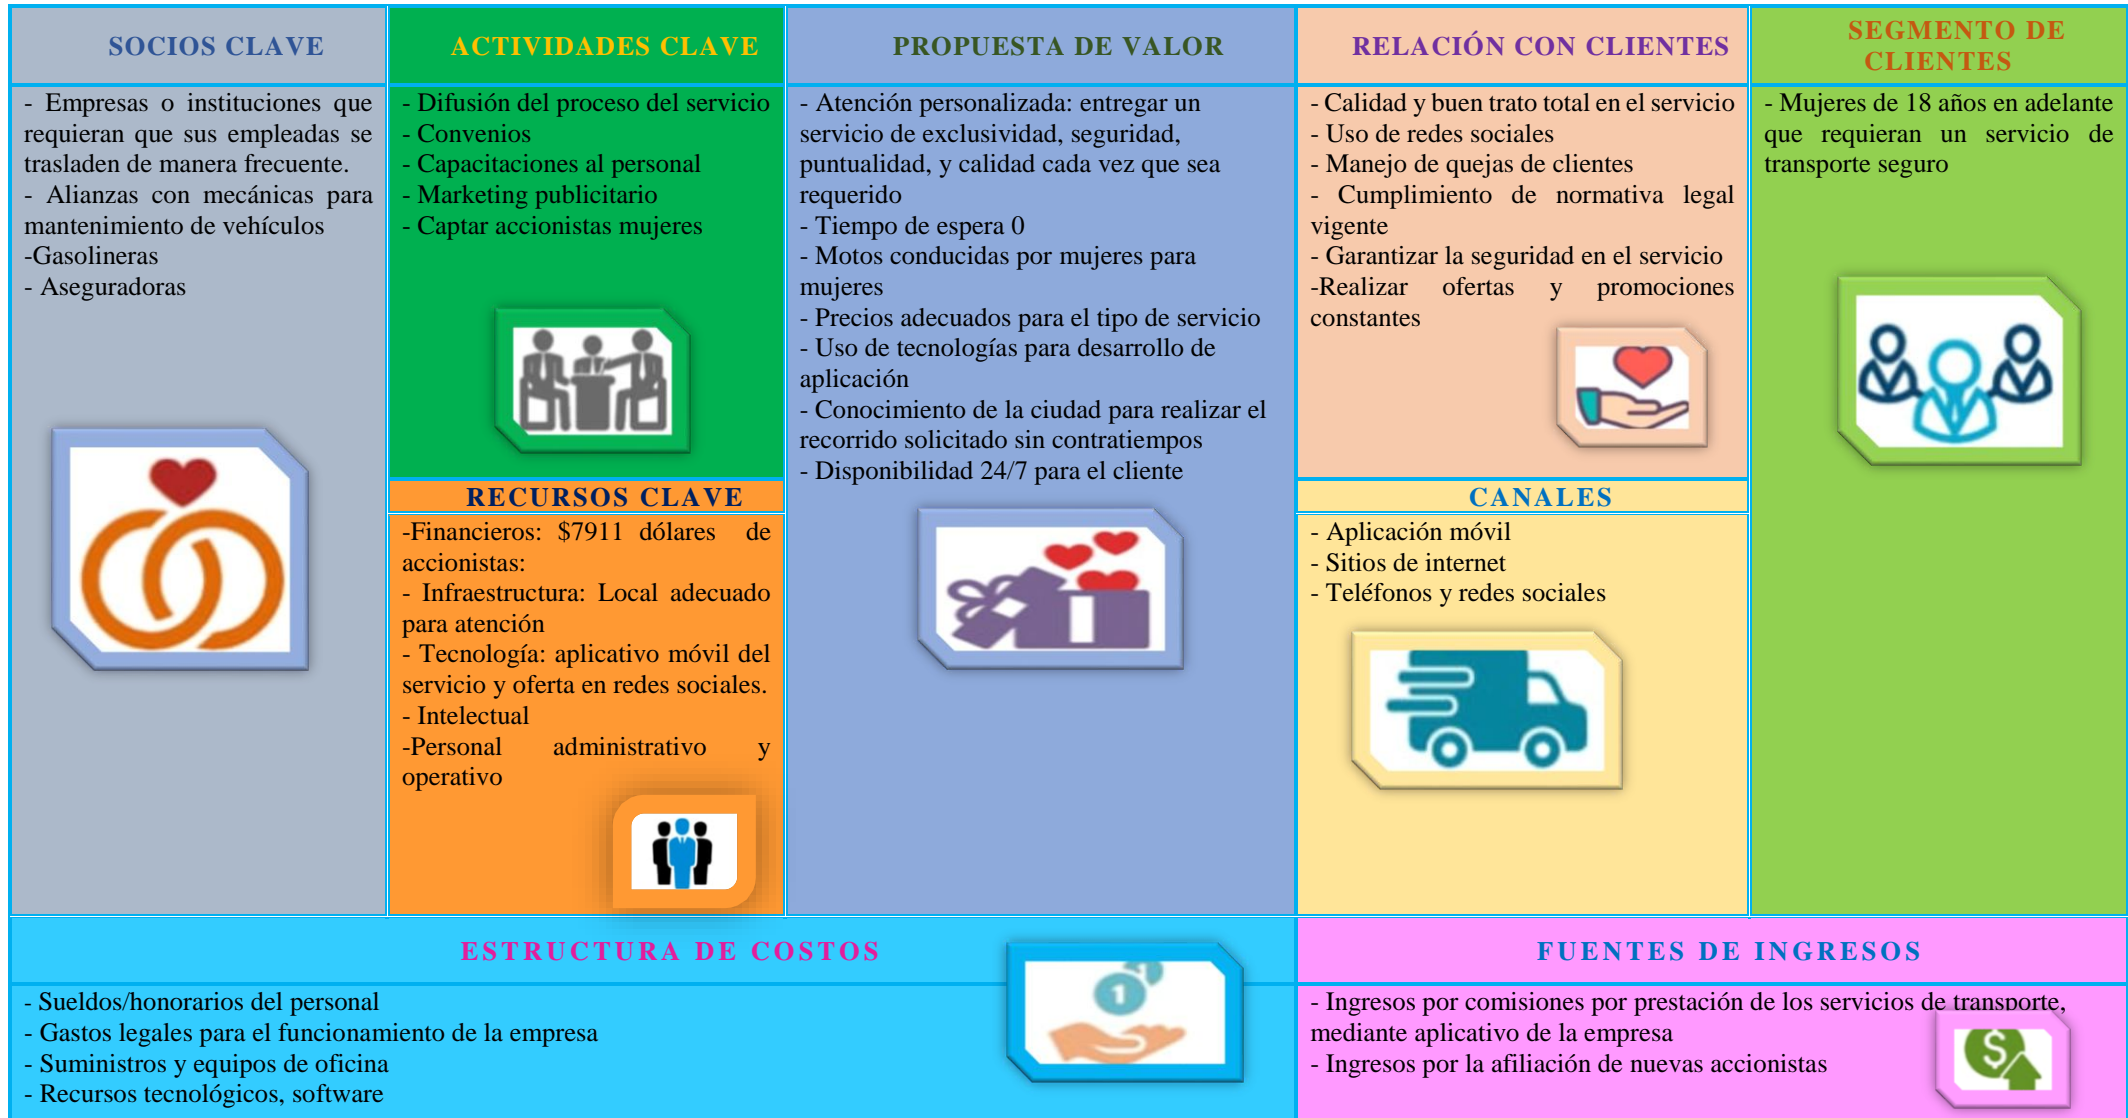 SOCIOS CLAVE
- Empresas o instituciones que
requieran que sus empleadas se
trasladen de manera frecuente.
- Alianzas con mecánicas para
mantenimiento de vehículos
-Gasolineras
- Aseguradoras
ACTIVIDADES CLAVE
- Difusión del proceso del servicio
- Convenios
- Capacitaciones al personal
- Marketing publicitario
- Captar accionistas mujeres
RECURSOS CLAVE
-Financieros: $7911 dólares de
accionistas:
- Infraestructura: Local adecuado
para atención
- Tecnología: aplicativo móvil del
servicio y oferta en redes sociales.
- Intelectual
-Personal administrativo y
operativo
PROPUESTA DE VALOR
- Atención personalizada: entregar un
servicio de exclusividad, seguridad,
puntualidad, y calidad cada vez que sea
requerido
- Tiempo de espera 0
- Motos conducidas por mujeres para
mujeres
- Precios adecuados para el tipo de servicio
- Uso de tecnologías para desarrollo de
aplicación
- Conocimiento de la ciudad para realizar el
recorrido solicitado sin contratiempos
- Disponibilidad 24/7 para el cliente
RELACIÓN CON CLIENTES
- Calidad y buen trato total en el servicio
- Uso de redes sociales
- Manejo de quejas de clientes
- Cumplimiento de normativa legal
vigente
- Garantizar la seguridad en el servicio
-Realizar ofertas y promociones
constantes
CANALES
- Aplicación móvil
- Sitios de internet
- Teléfonos y redes sociales
SEGMENTO DE
CLIENTES
- Mujeres de 18 años en adelante
que requieran un servicio de
transporte seguro
ESTRUCTURA DE COSTOS
- Sueldos/honorarios del personal
- Gastos legales para el funcionamiento de la empresa
- Suministros y equipos de oficina
- Recursos tecnológicos, software
1
FUENTES DE INGRESOS
- Ingresos por comisiones por prestación de los servicios de transporte,
mediante aplicativo de la empresa
- Ingresos por la afiliación de nuevas accionistas
$